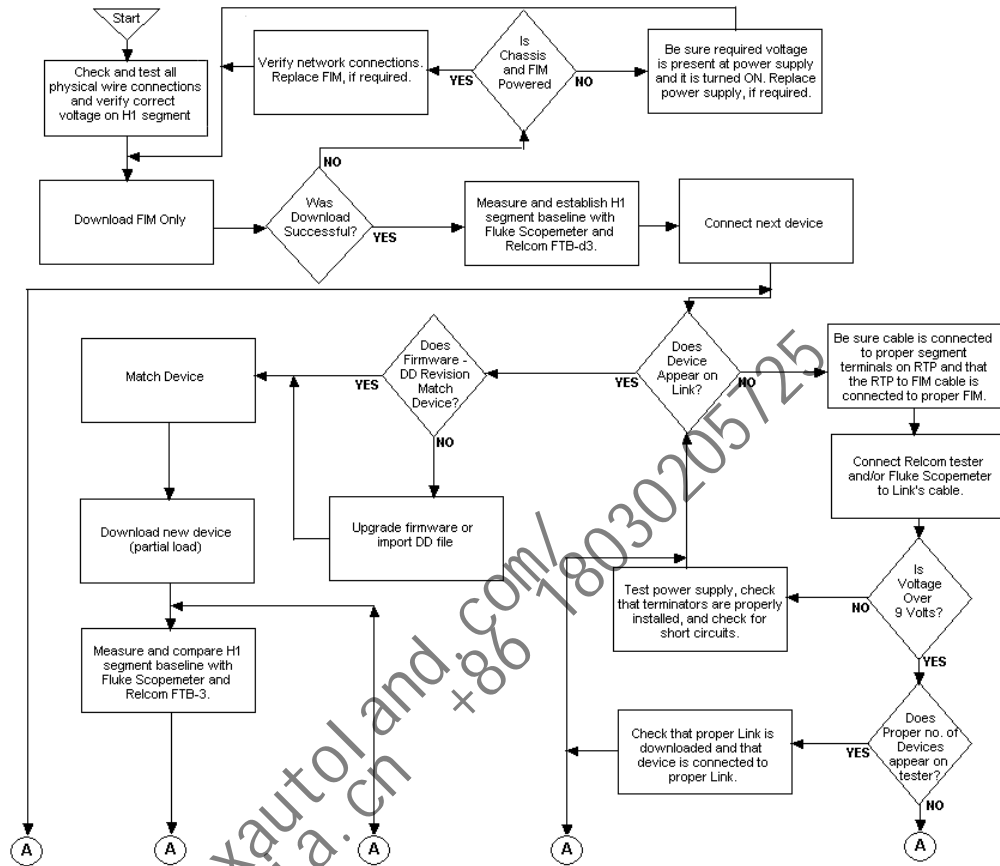 Start
Check and test all
physical wire connections
and verify correct
voltage on H1 segment
Verify network connections.
Replace FIM, if required.
YES
Is
Chassis
and FIM
Powered
NO
Be sure required voltage
is present at power supply
and it is turned ON. Replace
power supply, if required.
Download FIM Only
NO
Was
Download
Successful?
YES
Measure and establish H1
segment baseline with
Fluke Scopemeter and
Relcom FTB-d3.
Connect next device
Match Device
YES
Does
Firmware -
DD Revision
Match
Device?
NO
YES
Does
Device
Appear on
Link?
NO
Be sure cable is connected
to proper segment
terminals on RTP and that
the RTP to FIM cable is
connected to proper FIM.
Connect Relcom tester
and/or Fluke Scopemeter
to Link's cable.
Download new device
(partial load)
Upgrade firmware or
import DD file
Test power supply, check
that terminators are properly
installed, and check for
short circuits.
NO
Is
Voltage
Over
9 Volts?
YES
Measure and compare H1
segment baseline with
Fluke Scopemeter and
Relcom FTB-3.
Check that proper Link is
downloaded and that
device is connected to
proper Link.
YES
Does
Proper no. of
Devices
appear on
tester?
NO
A
A
A
A
A
xautoland.com/
a.cn +86 18030205725